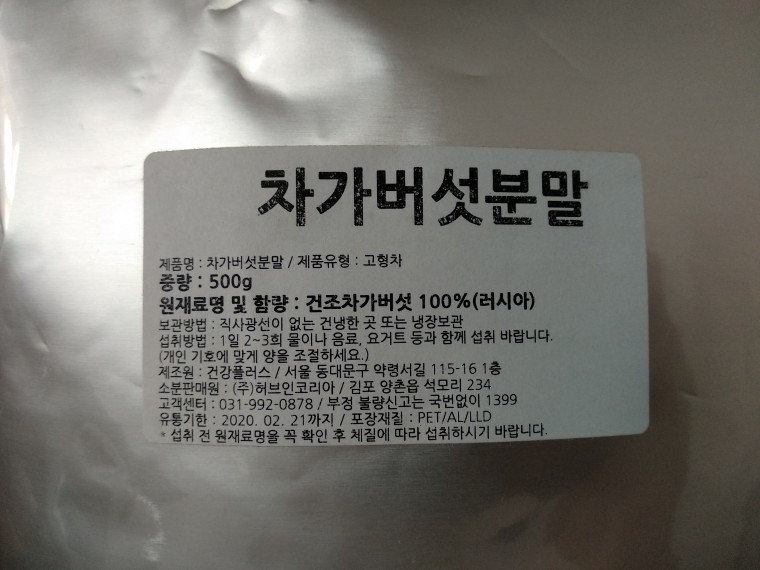 차가버섯분말
제품명 : 차가버섯분말 / 제품유형 : 고형차
중량 : 500g
원재료명 및 함량 : 건조차가버섯 100%(러시아)
보관방법 : 직사광선이 없는 건냉한 곳 또는 냉장보관
섭취방법 : 1일 2~3회 물이나 음료, 요거트 등과 함께 섭취 바랍니다.
(개인 기호에 맞게 양을 조절하세요.)
제조원 : 건강플러스 / 서울 동대문구 약령서길 115-16 1층
소분판매원 : (주)허브인코리아 / 김포 양촌읍 석모리 234
고객센터 : 031-992-0878 / 부정 불량신고는 국번없이 1399
유통기한 : 2020. 02. 21까지 / 포장재질 : PET/AL/LLD
* 섭취 전 원재료명을 꼭 확인 후 체질에 따라 섭취하시기 바랍니다.